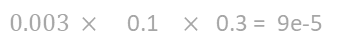 0.003 × 0.1 × 0.3 = 9e-5